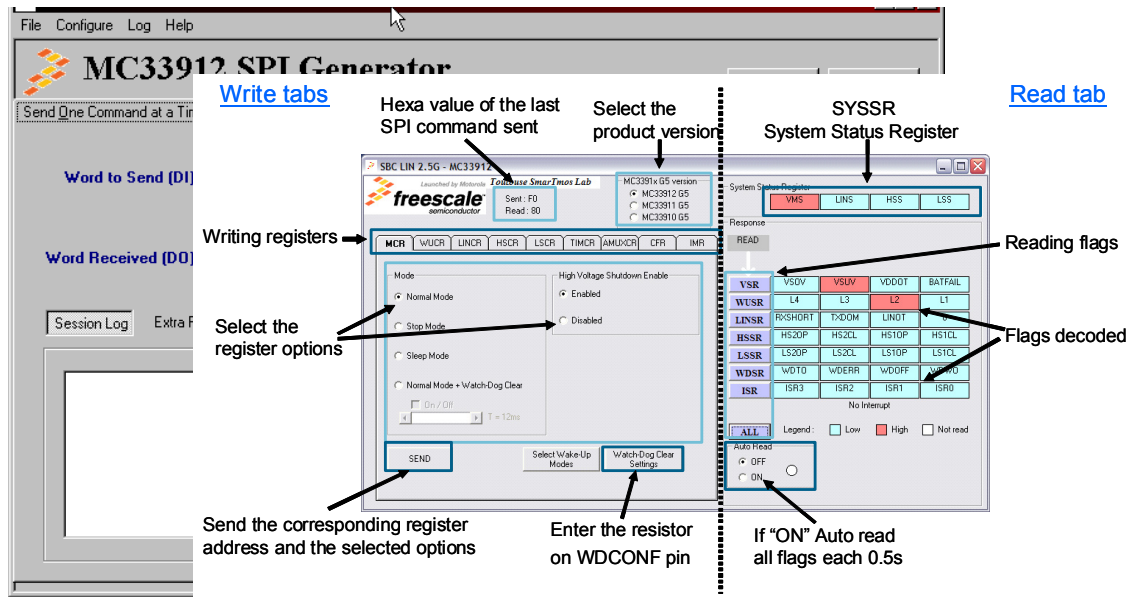 File Configure Log Help
MC33912 SPI Generator
Send One Command at a Tir
Word to Send (DI)
Word Received (DO)
Session Log Extra F
Write tabs
Read tab
Hexa value of the last
SPI command sent
Select the
product version
SYSSR
System Status Register
SBC LIN 2.5G - MC33912
Launched by Motorola
freescale
semiconductor
Toulouse SmarTmos Lab
Sent : F0
Read : 80
MC3391x G5 version
MC33912 G5
MC33911 G5
MC33910 G5
System Status Register
VMS LINS HSS LSS
Writing registers
MCR WUCR LINCR HSCR LSCR TIMCR AMUXCR CFR IMR
Response
READ
Reading flags
Mode
Normal Mode
Stop Mode
Sleep Mode
Normal Mode + Watch-Dog Clear
On / Off
T = 12ms
High Voltage Shutdown Enable
Enabled
Disabled
Select the
register options
VSR VSOV VSUV VDDOT BATFAIL
WUSR L4 L3 L2 L1
LINSR RXSHORT TXDOM LINOT 0
HSSR HS2OP HS2CL HS1OP HS1CL
LSSR LS2OP LS2CL LS1OP LS1CL
WDSR WDTO WDERR WDOFF WDWO
ISR ISR3 ISR2 ISR1 ISR0
No Interrupt
Flags decoded
ALL Legend : Low High Not read
SEND
Select Wake-Up
Modes
Watch-Dog Clear
Settings
Auto Read
OFF
ON
Send the corresponding register
address and the selected options
Enter the resistor
on WDCONF pin
If “ON” Auto read
all flags each 0.5s